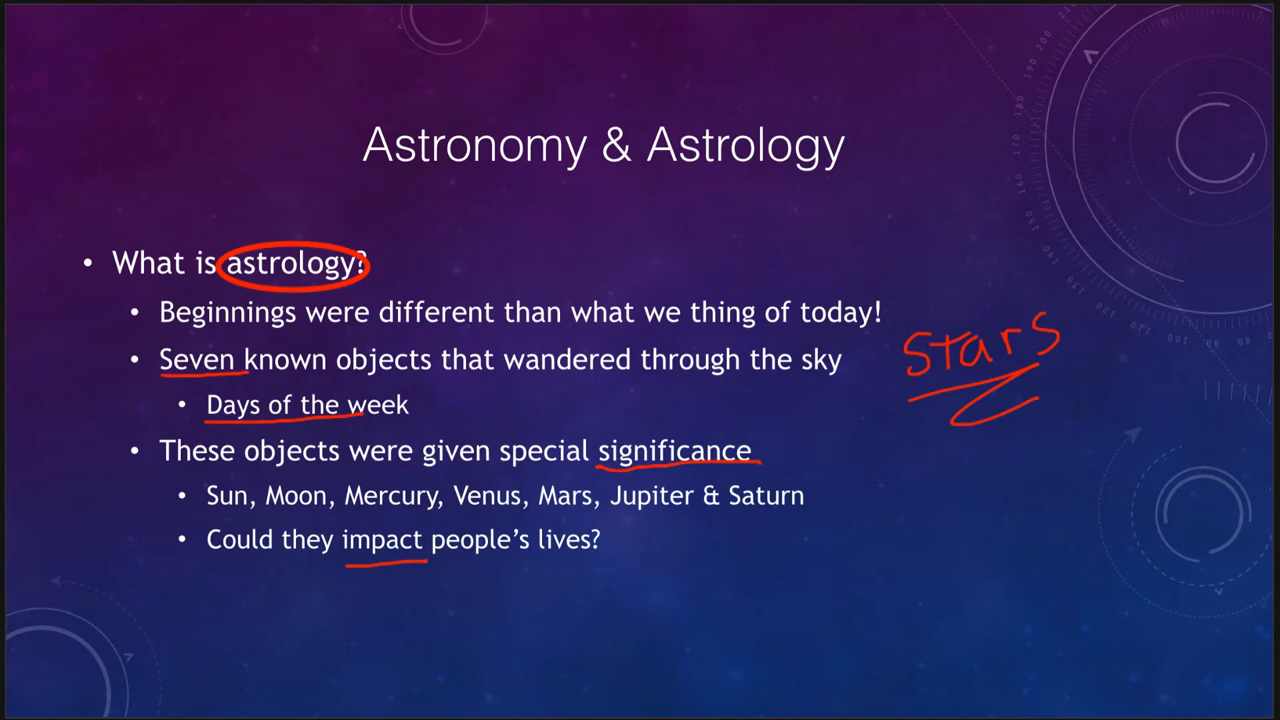 Astronomy & Astrology
• What is astrology?
• Beginnings were different than what we thing of today!
• Seven known objects that wandered through the sky
stars
• Days of the week
• These objects were given special significance
• Sun, Moon, Mercury, Venus, Mars, Jupiter & Saturn
• Could they impact people's lives?